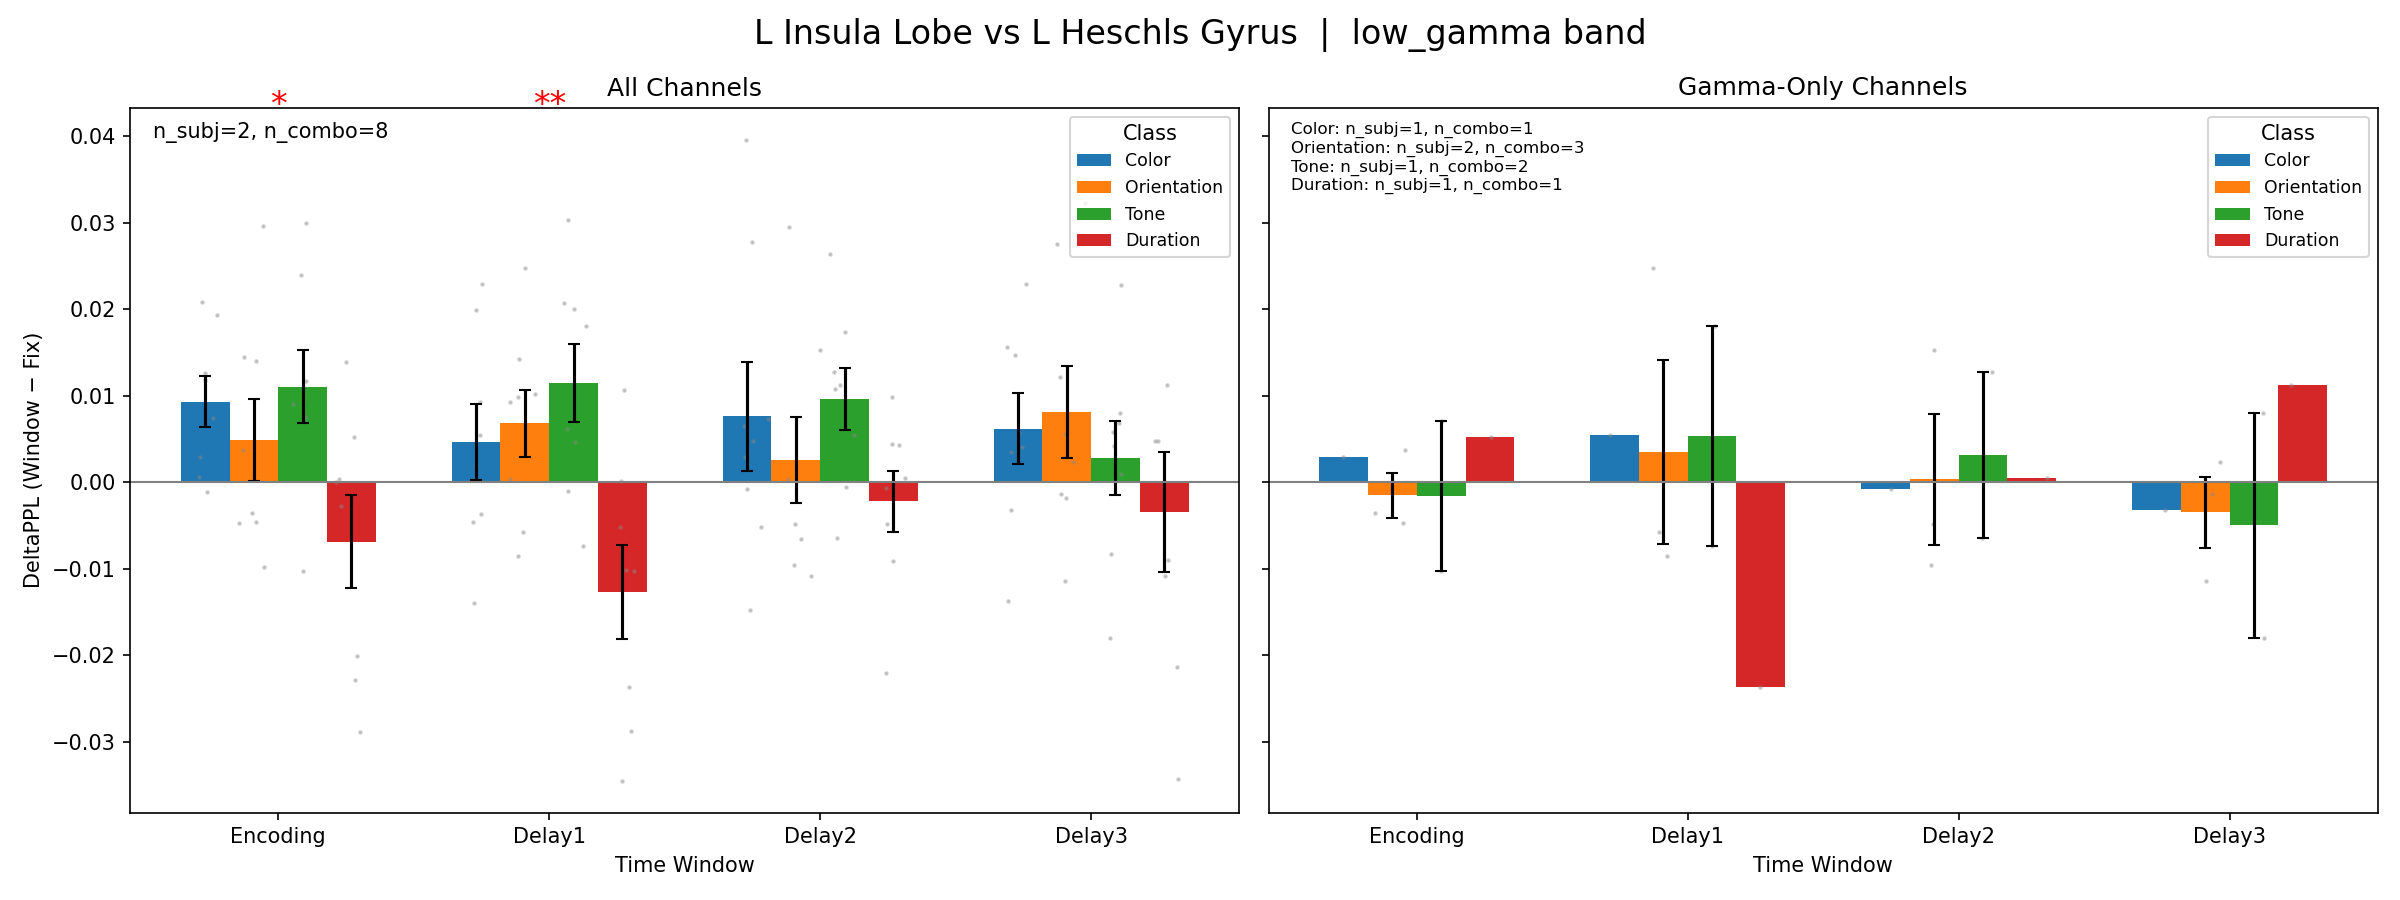 L Insula Lobe vs L Heschls Gyrus | low_gamma band
All Channels
* **
n_subj=2, n_combo=8
Class
Color
Orientation
Tone
Duration
DeltaPPL (Window − Fix)
0.04
0.03
0.02
0.01
0.00
−0.01
−0.02
−0.03
Encoding Delay1 Delay2 Delay3
Time Window
Gamma-Only Channels
Color: n_subj=1, n_combo=1
Orientation: n_subj=2, n_combo=3
Tone: n_subj=1, n_combo=2
Duration: n_subj=1, n_combo=1
Class
Color
Orientation
Tone
Duration
Encoding Delay1 Delay2 Delay3
Time Window